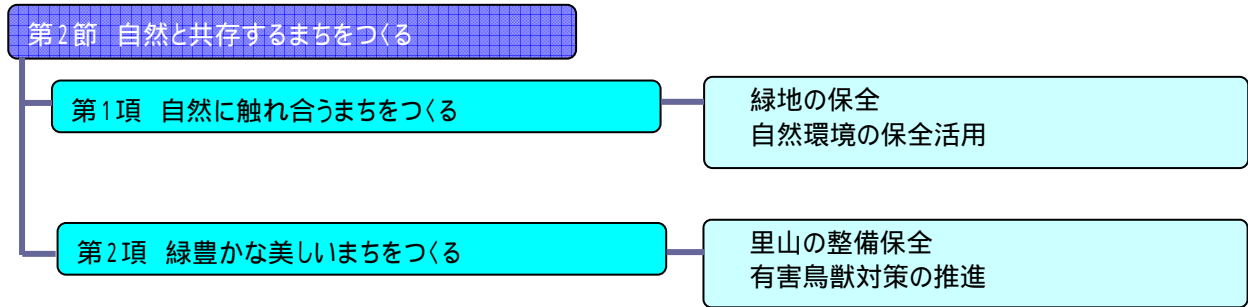 第2節 自然と共存するまちをつくる
第1項 自然に触れ合うまちをつくる
緑地の保全
自然環境の保全活用
第2項 緑豊かな美しいまちをつくる
里山の整備保全
有害鳥獣対策の推進